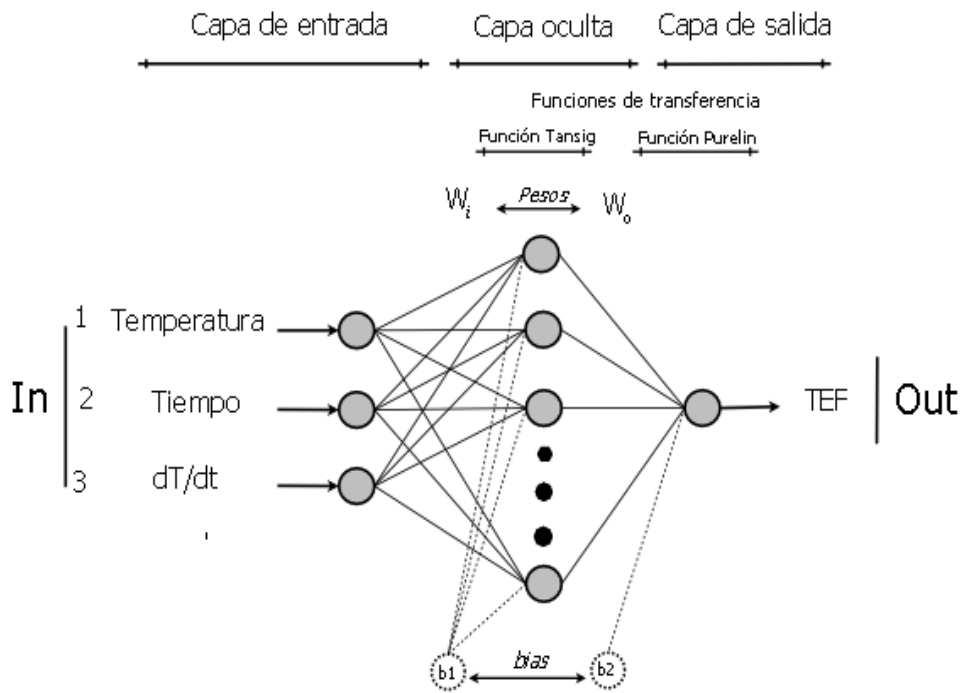 Capa de entrada
Capa oculta
Capa de salida
Funciones de transferencia
Función Tansig
Función Purelin
Wi
Pesos
Wo
In
1 Temperatura
2 Tiempo
3 dT/dt
TEF
Out
b1
bias
b2